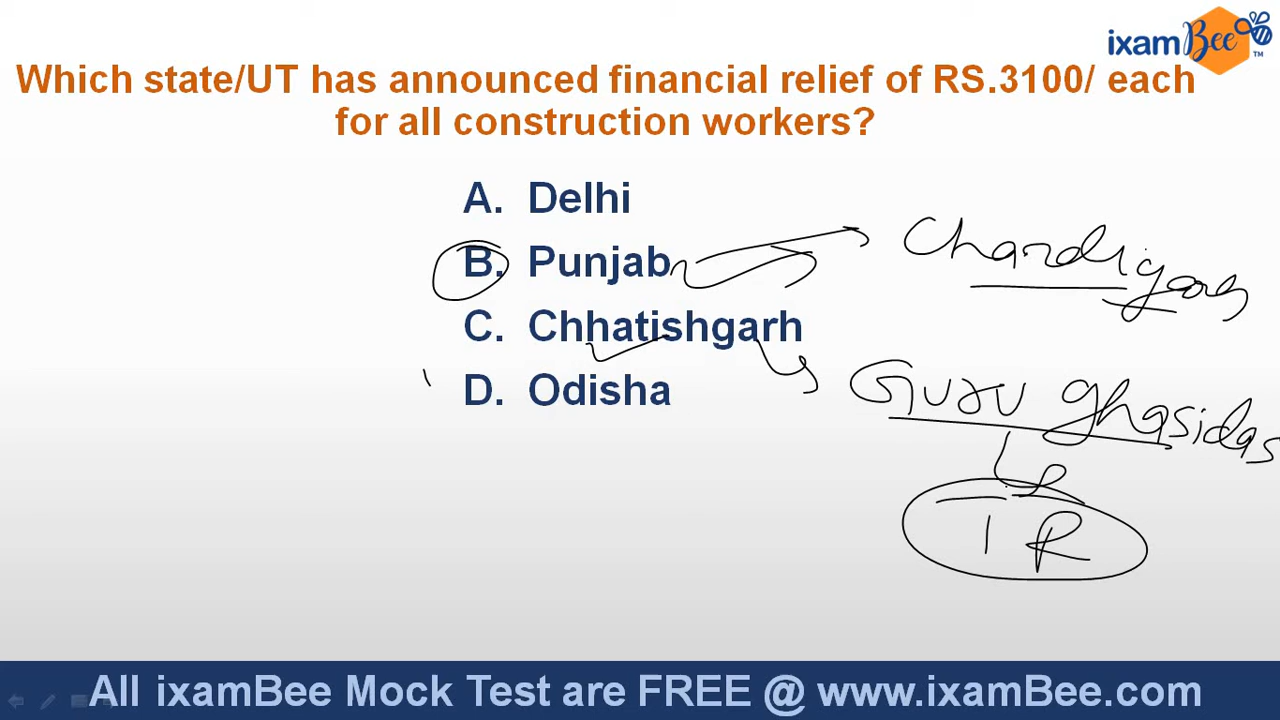 ixamBee™
Which state/UT has announced financial relief of RS.3100/ each
for all construction workers?
A. Delhi
B. Punjab
C. Chhatishgarh
D. Odisha
Chandigarh
Guru ghasidas
TR
All ixamBee Mock Test are FREE @ www.ixamBee.com